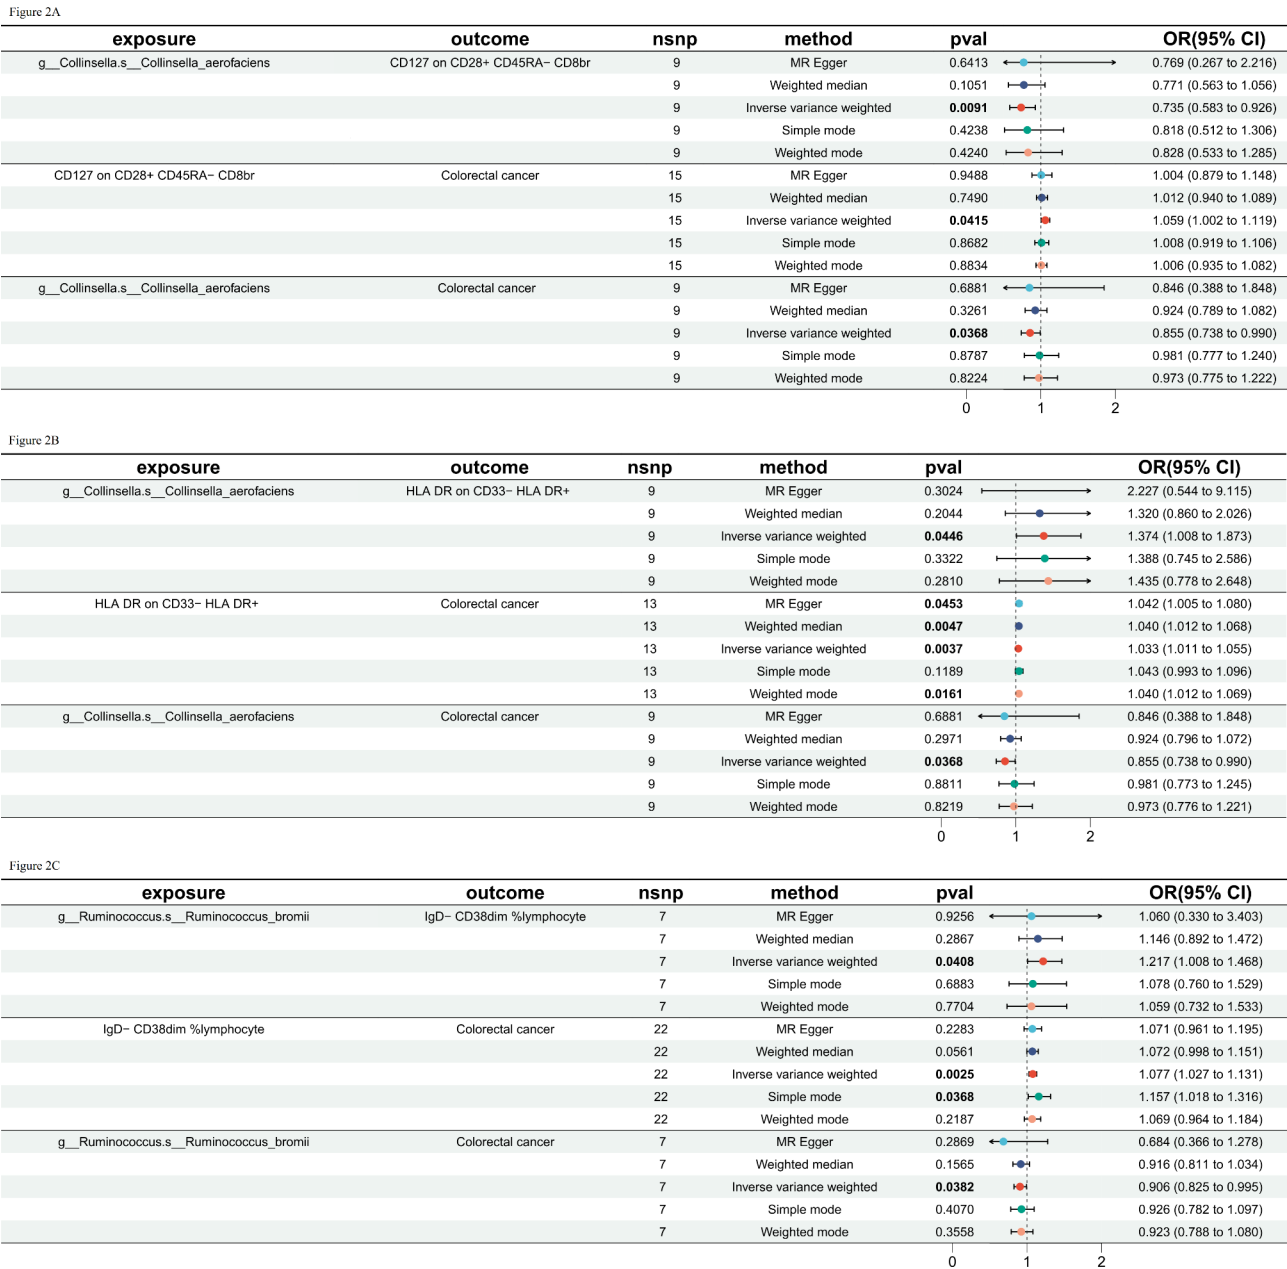 Figure 2A
exposure outcome nsnp method pval OR(95% CI)
g__Collinsella.s__Collinsella_aerofaciens CD127 on CD28+ CD45RA− CD8br 9 MR Egger 0.6413 0.769 (0.267 to 2.216)
9 Weighted median 0.1051 0.771 (0.563 to 1.056)
9 Inverse variance weighted 0.0091 0.735 (0.583 to 0.926)
9 Simple mode 0.4238 0.818 (0.512 to 1.306)
9 Weighted mode 0.4240 0.828 (0.533 to 1.285)
CD127 on CD28+ CD45RA− CD8br Colorectal cancer 15 MR Egger 0.9488 1.004 (0.879 to 1.148)
15 Weighted median 0.7490 1.012 (0.940 to 1.089)
15 Inverse variance weighted 0.0415 1.059 (1.002 to 1.119)
15 Simple mode 0.8682 1.008 (0.919 to 1.106)
15 Weighted mode 0.8834 1.006 (0.935 to 1.082)
g__Collinsella.s__Collinsella_aerofaciens Colorectal cancer 9 MR Egger 0.6881 0.846 (0.388 to 1.848)
9 Weighted median 0.3261 0.924 (0.789 to 1.082)
9 Inverse variance weighted 0.0368 0.855 (0.738 to 0.990)
9 Simple mode 0.8787 0.981 (0.777 to 1.240)
9 Weighted mode 0.8224 0.973 (0.775 to 1.222)
0 1 2
Figure 2B
exposure outcome nsnp method pval OR(95% CI)
g__Collinsella.s__Collinsella_aerofaciens HLA DR on CD33− HLA DR+ 9 MR Egger 0.3024 2.227 (0.544 to 9.115)
9 Weighted median 0.2044 1.320 (0.860 to 2.026)
9 Inverse variance weighted 0.0446 1.374 (1.008 to 1.873)
9 Simple mode 0.3322 1.388 (0.745 to 2.586)
9 Weighted mode 0.2810 1.435 (0.778 to 2.648)
HLA DR on CD33− HLA DR+ Colorectal cancer 13 MR Egger 0.0453 1.042 (1.005 to 1.080)
13 Weighted median 0.0047 1.040 (1.012 to 1.068)
13 Inverse variance weighted 0.0037 1.033 (1.011 to 1.055)
13 Simple mode 0.1189 1.043 (0.993 to 1.096)
13 Weighted mode 0.0161 1.040 (1.012 to 1.069)
g__Collinsella.s__Collinsella_aerofaciens Colorectal cancer 9 MR Egger 0.6881 0.846 (0.388 to 1.848)
9 Weighted median 0.2971 0.924 (0.796 to 1.072)
9 Inverse variance weighted 0.0368 0.855 (0.738 to 0.990)
9 Simple mode 0.8811 0.981 (0.773 to 1.245)
9 Weighted mode 0.8219 0.973 (0.776 to 1.221)
0 1 2
Figure 2C
exposure outcome nsnp method pval OR(95% CI)
g__Ruminococcus.s__Ruminococcus_bromii IgD− CD38dim %lymphocyte 7 MR Egger 0.9256 1.060 (0.330 to 3.403)
7 Weighted median 0.2867 1.146 (0.892 to 1.472)
7 Inverse variance weighted 0.0408 1.217 (1.008 to 1.468)
7 Simple mode 0.6883 1.078 (0.760 to 1.529)
7 Weighted mode 0.7704 1.059 (0.732 to 1.533)
IgD− CD38dim %lymphocyte Colorectal cancer 22 MR Egger 0.2283 1.071 (0.961 to 1.195)
22 Weighted median 0.0561 1.072 (0.998 to 1.151)
22 Inverse variance weighted 0.0025 1.077 (1.027 to 1.131)
22 Simple mode 0.0368 1.157 (1.018 to 1.316)
22 Weighted mode 0.2187 1.069 (0.964 to 1.184)
g__Ruminococcus.s__Ruminococcus_bromii Colorectal cancer 7 MR Egger 0.2869 0.684 (0.366 to 1.278)
7 Weighted median 0.1565 0.916 (0.811 to 1.034)
7 Inverse variance weighted 0.0382 0.906 (0.825 to 0.995)
7 Simple mode 0.4070 0.926 (0.782 to 1.097)
7 Weighted mode 0.3558 0.923 (0.788 to 1.080)
0 1 2